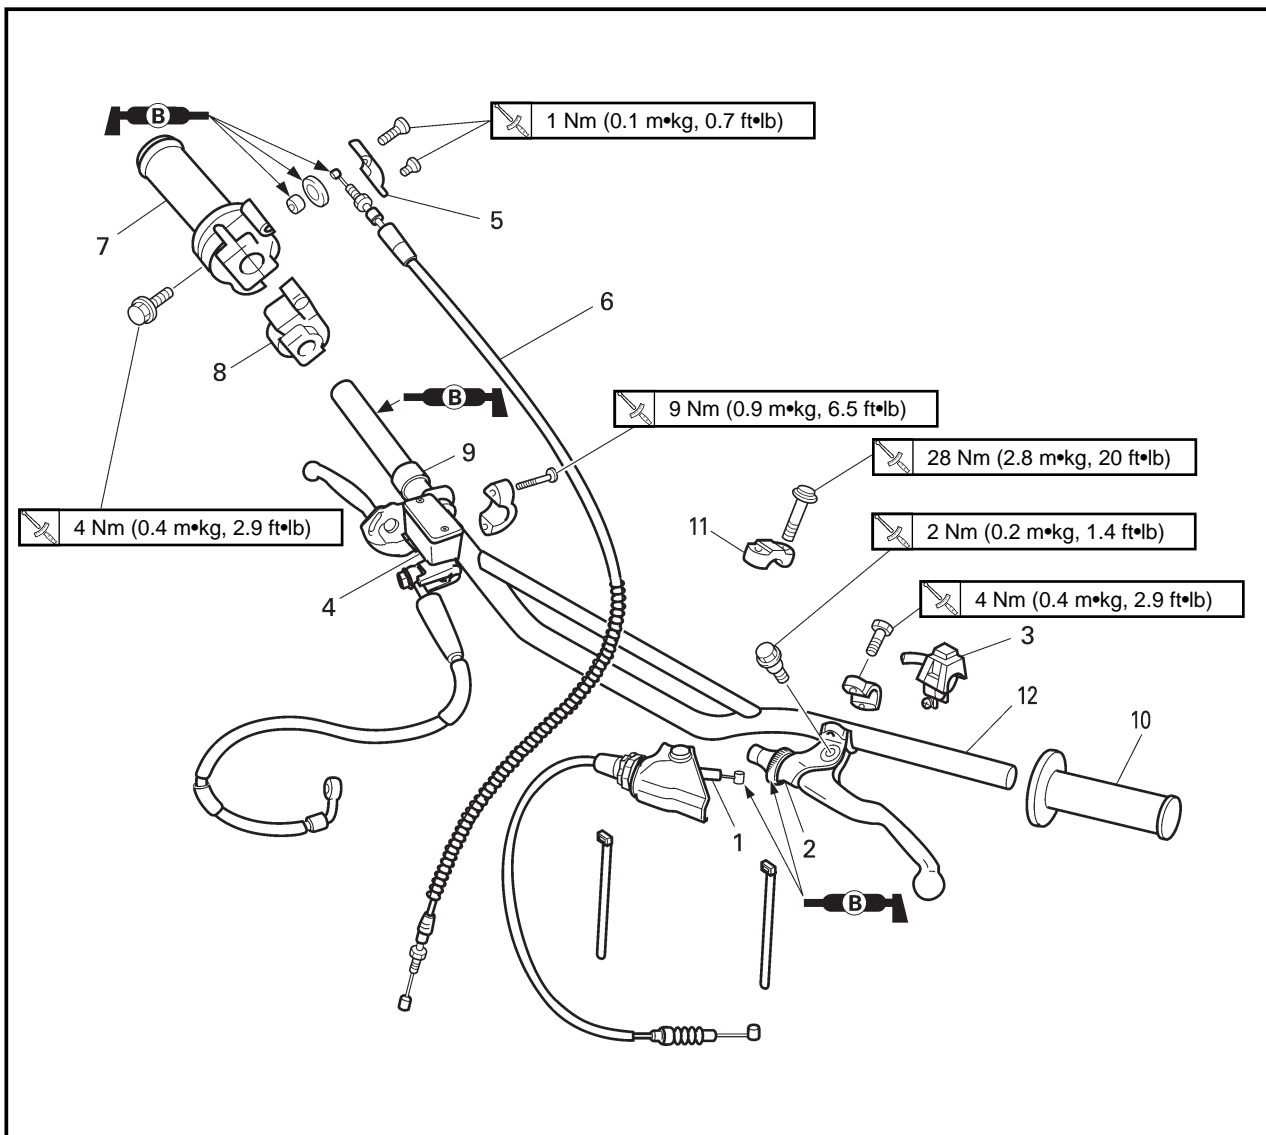 B
1 Nm (0.1 m•kg, 0.7 ft•lb)
5
7
6
8
B
9 Nm (0.9 m•kg, 6.5 ft•lb)
9
28 Nm (2.8 m•kg, 20 ft•lb)
4 Nm (0.4 m•kg, 2.9 ft•lb)
11
2 Nm (0.2 m•kg, 1.4 ft•lb)
4
4 Nm (0.4 m•kg, 2.9 ft•lb)
3
12
10
1
2
B